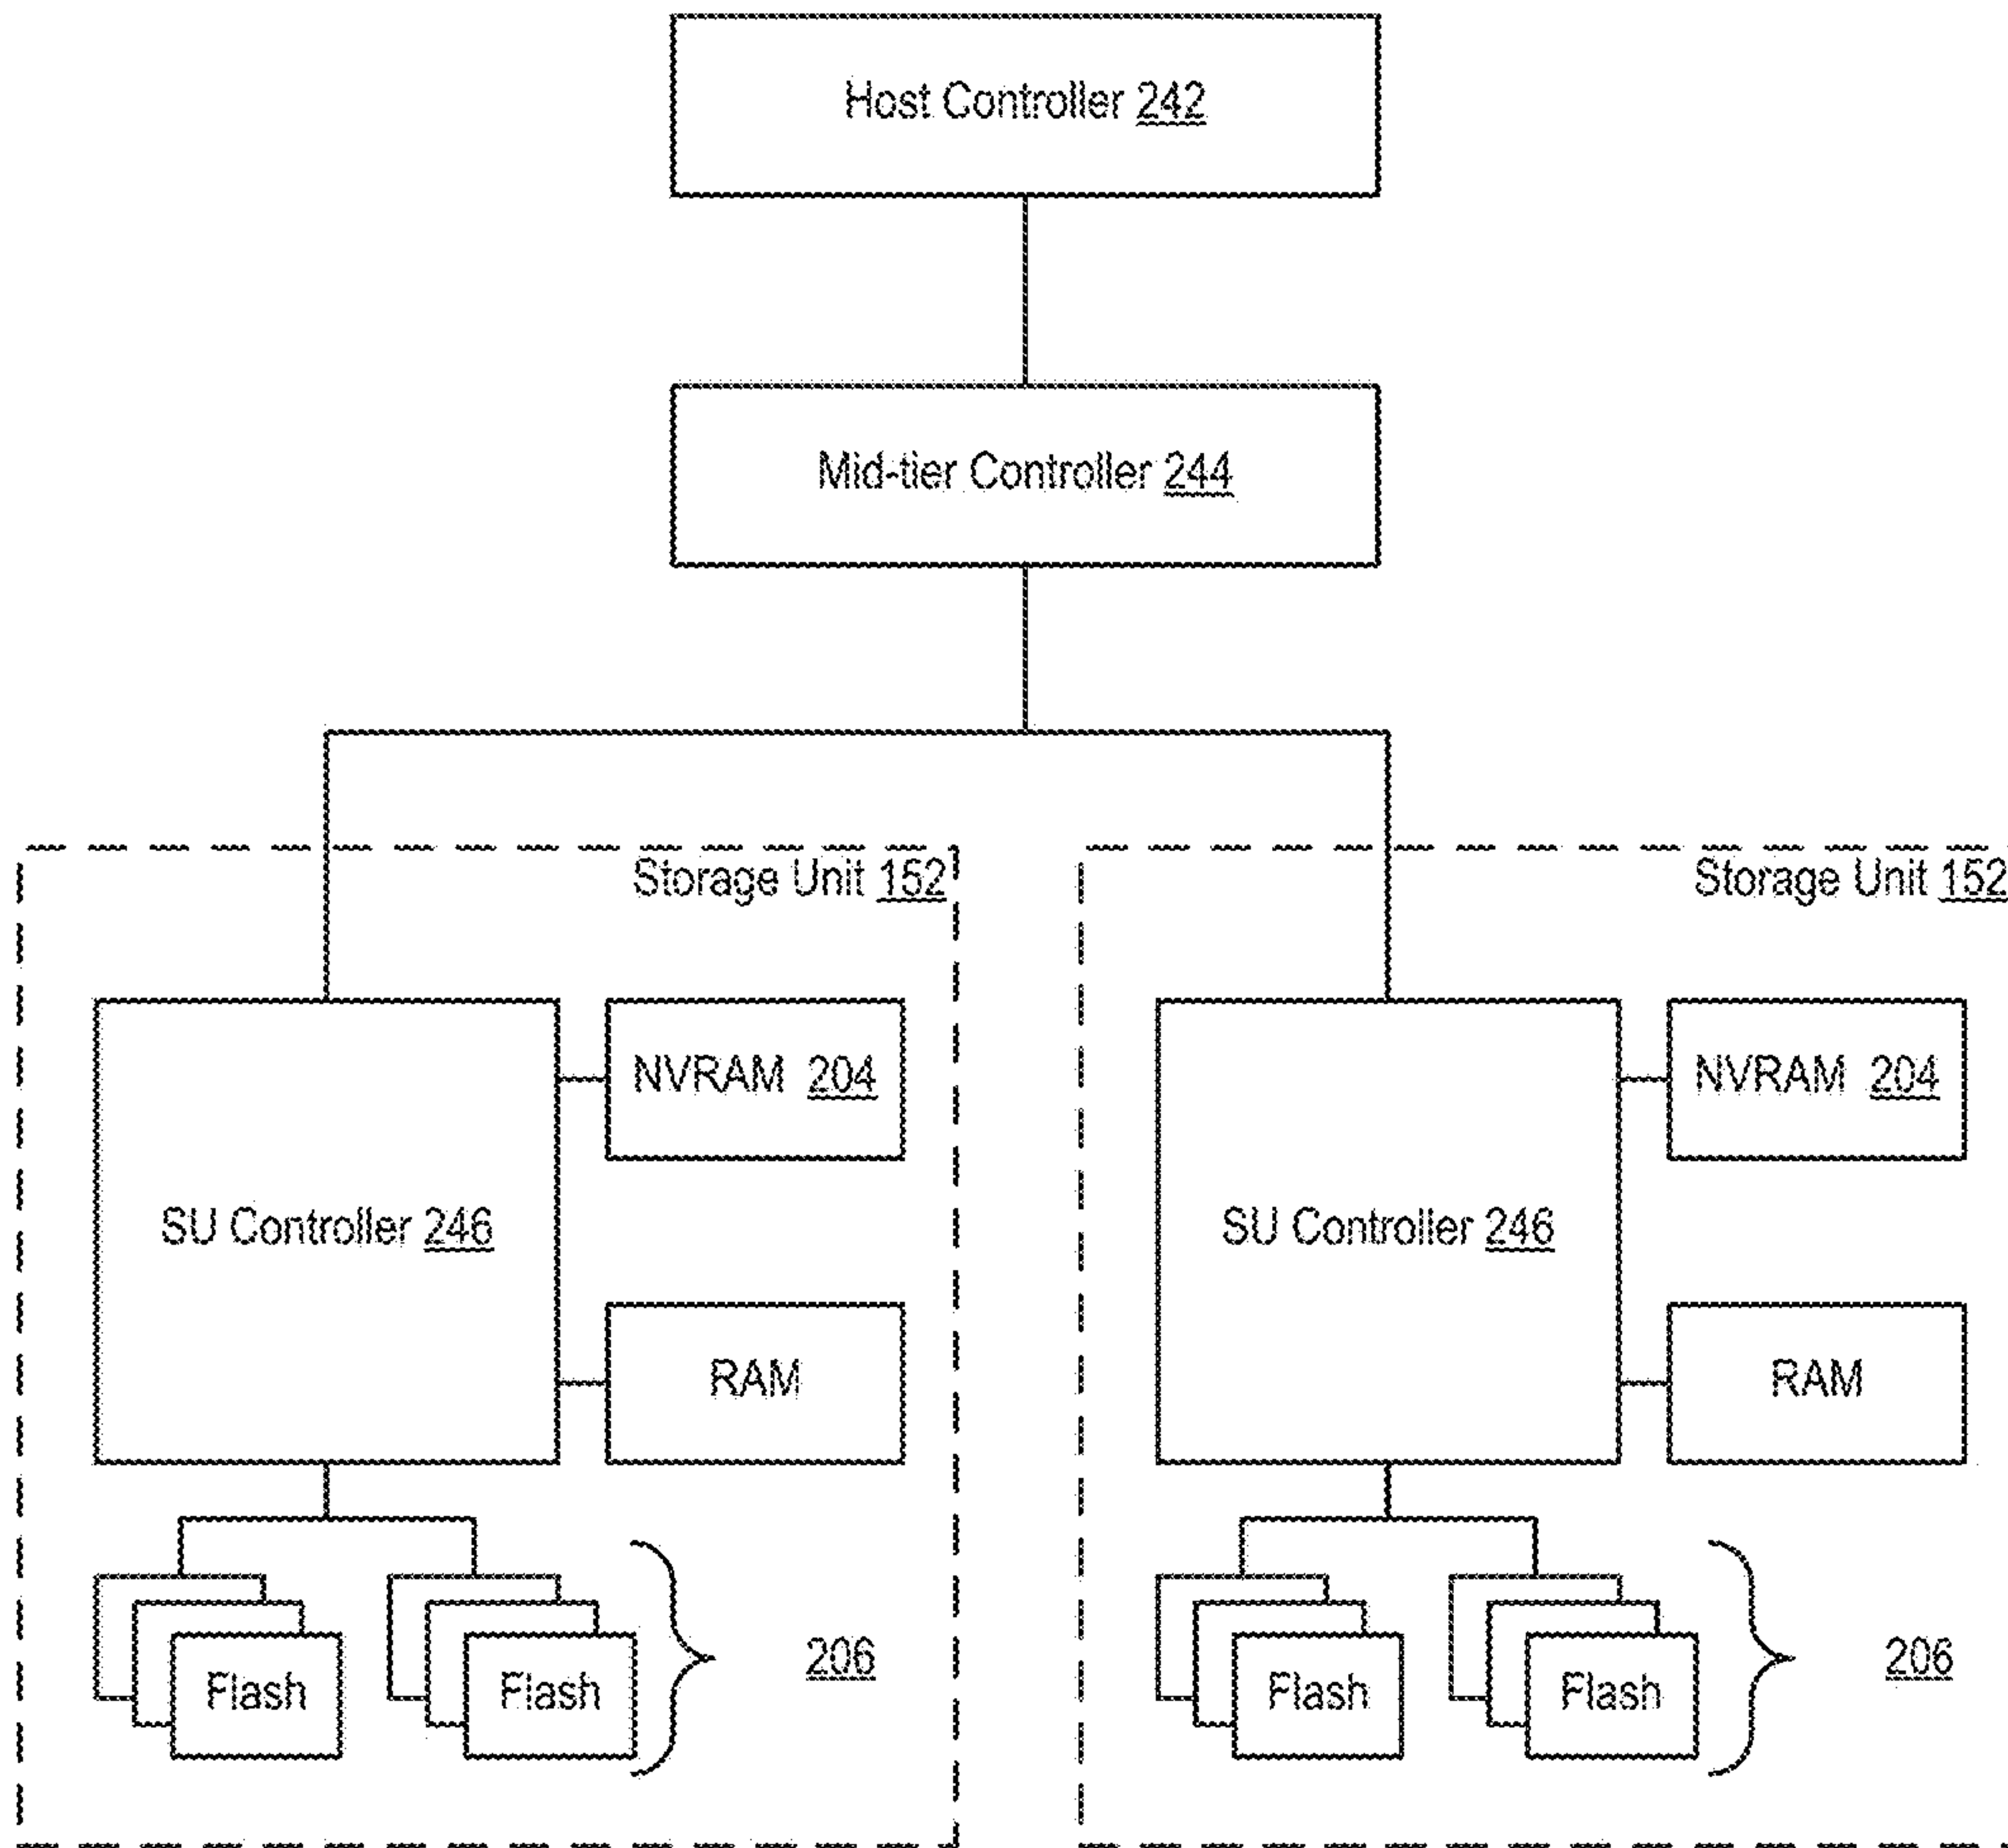 Host Controller 242
Mid-tier Controller 244
Storage Unit 152
Storage Unit 152
NVRAM 204
NVRAM 204
SU Controller 246
SU Controller 246
RAM
RAM
206
206
Flash
Flash
Flash
Flash